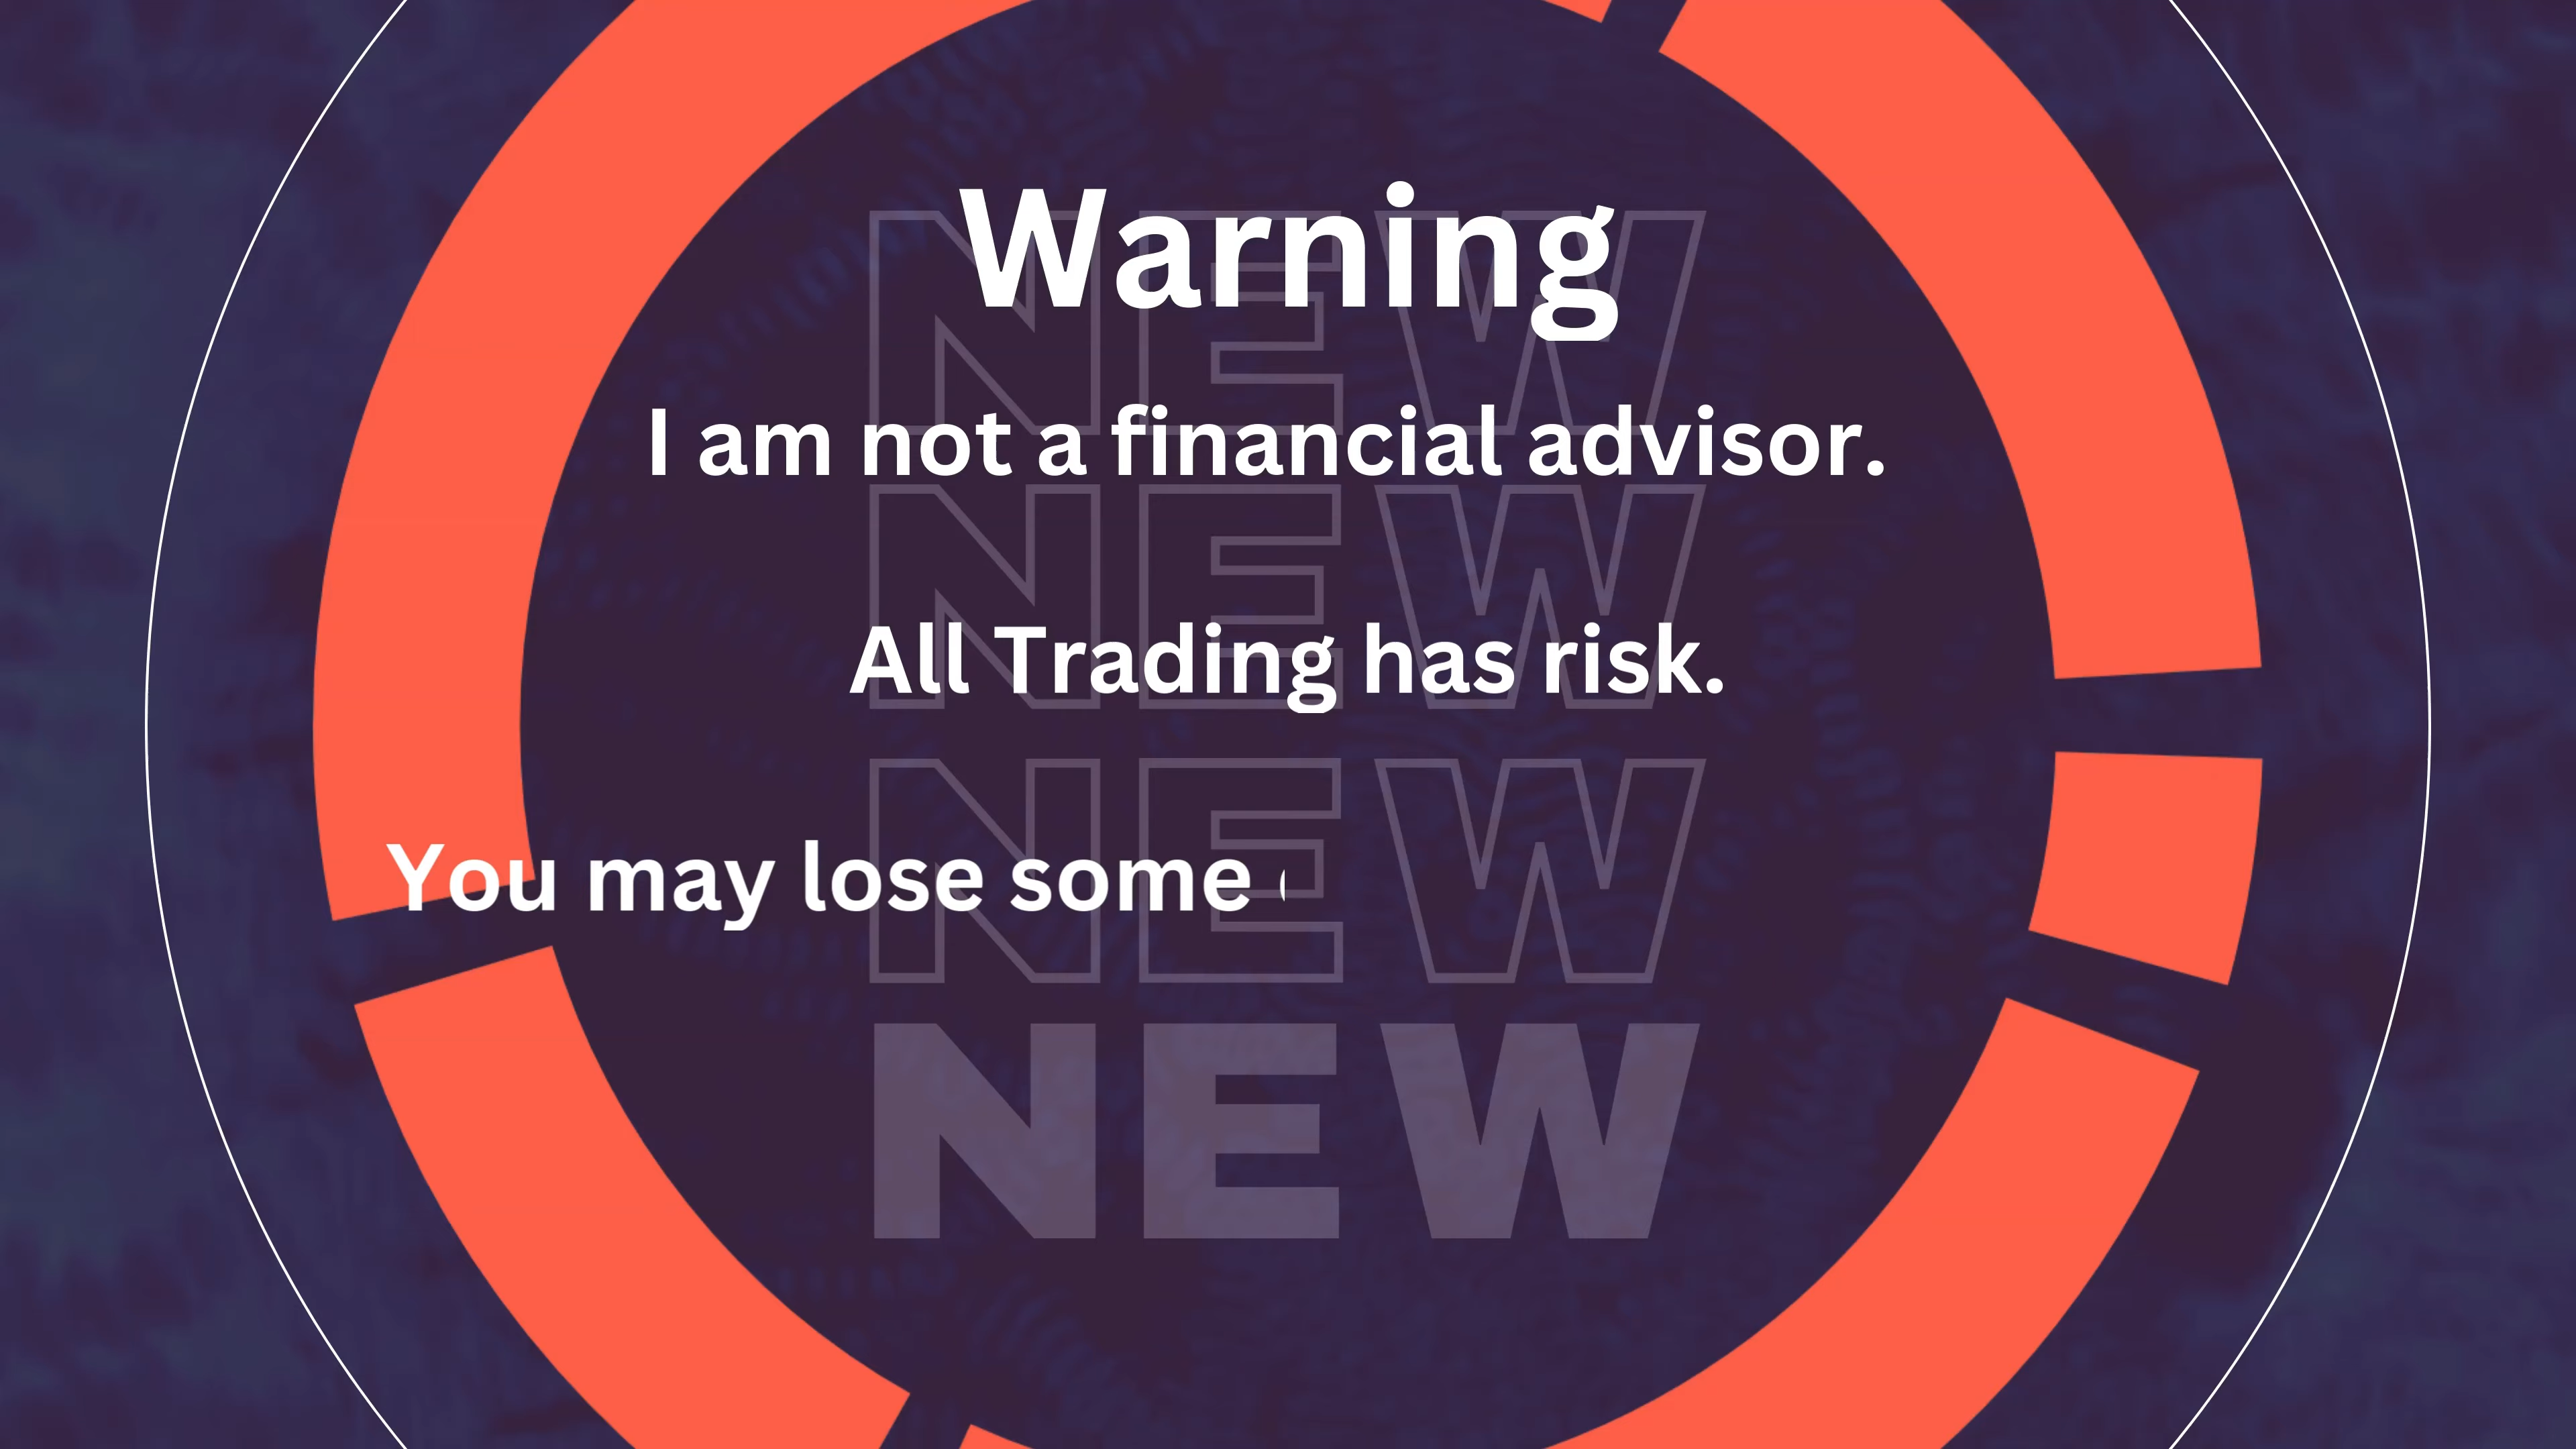 Warning
NEW
I am not a financial advisor.
NEW
All Trading has risk.
NEW
You may lose some
NEW